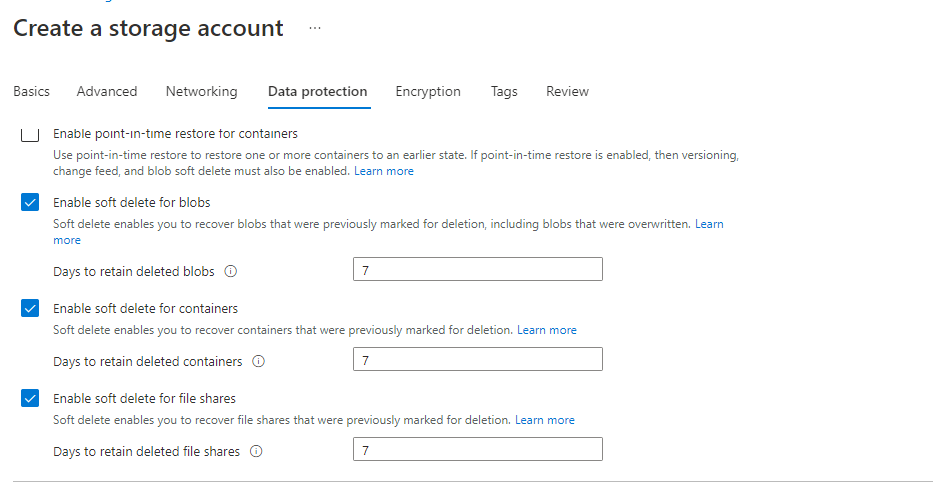 Create a storage account ...
Basics Advanced Networking Data protection Encryption Tags Review
Enable point-in-time restore for containers
Use point-in-time restore to restore one or more containers to an earlier state. If point-in-time restore is enabled, then versioning,
change feed, and blob soft delete must also be enabled. Learn more
Enable soft delete for blobs
Soft delete enables you to recover blobs that were previously marked for deletion, including blobs that were overwritten. Learn
more
Days to retain deleted blobs 7
Enable soft delete for containers
Soft delete enables you to recover containers that were previously marked for deletion. Learn more
Days to retain deleted containers 7
Enable soft delete for file shares
Soft delete enables you to recover file shares that were previously marked for deletion. Learn more
Days to retain deleted file shares 7